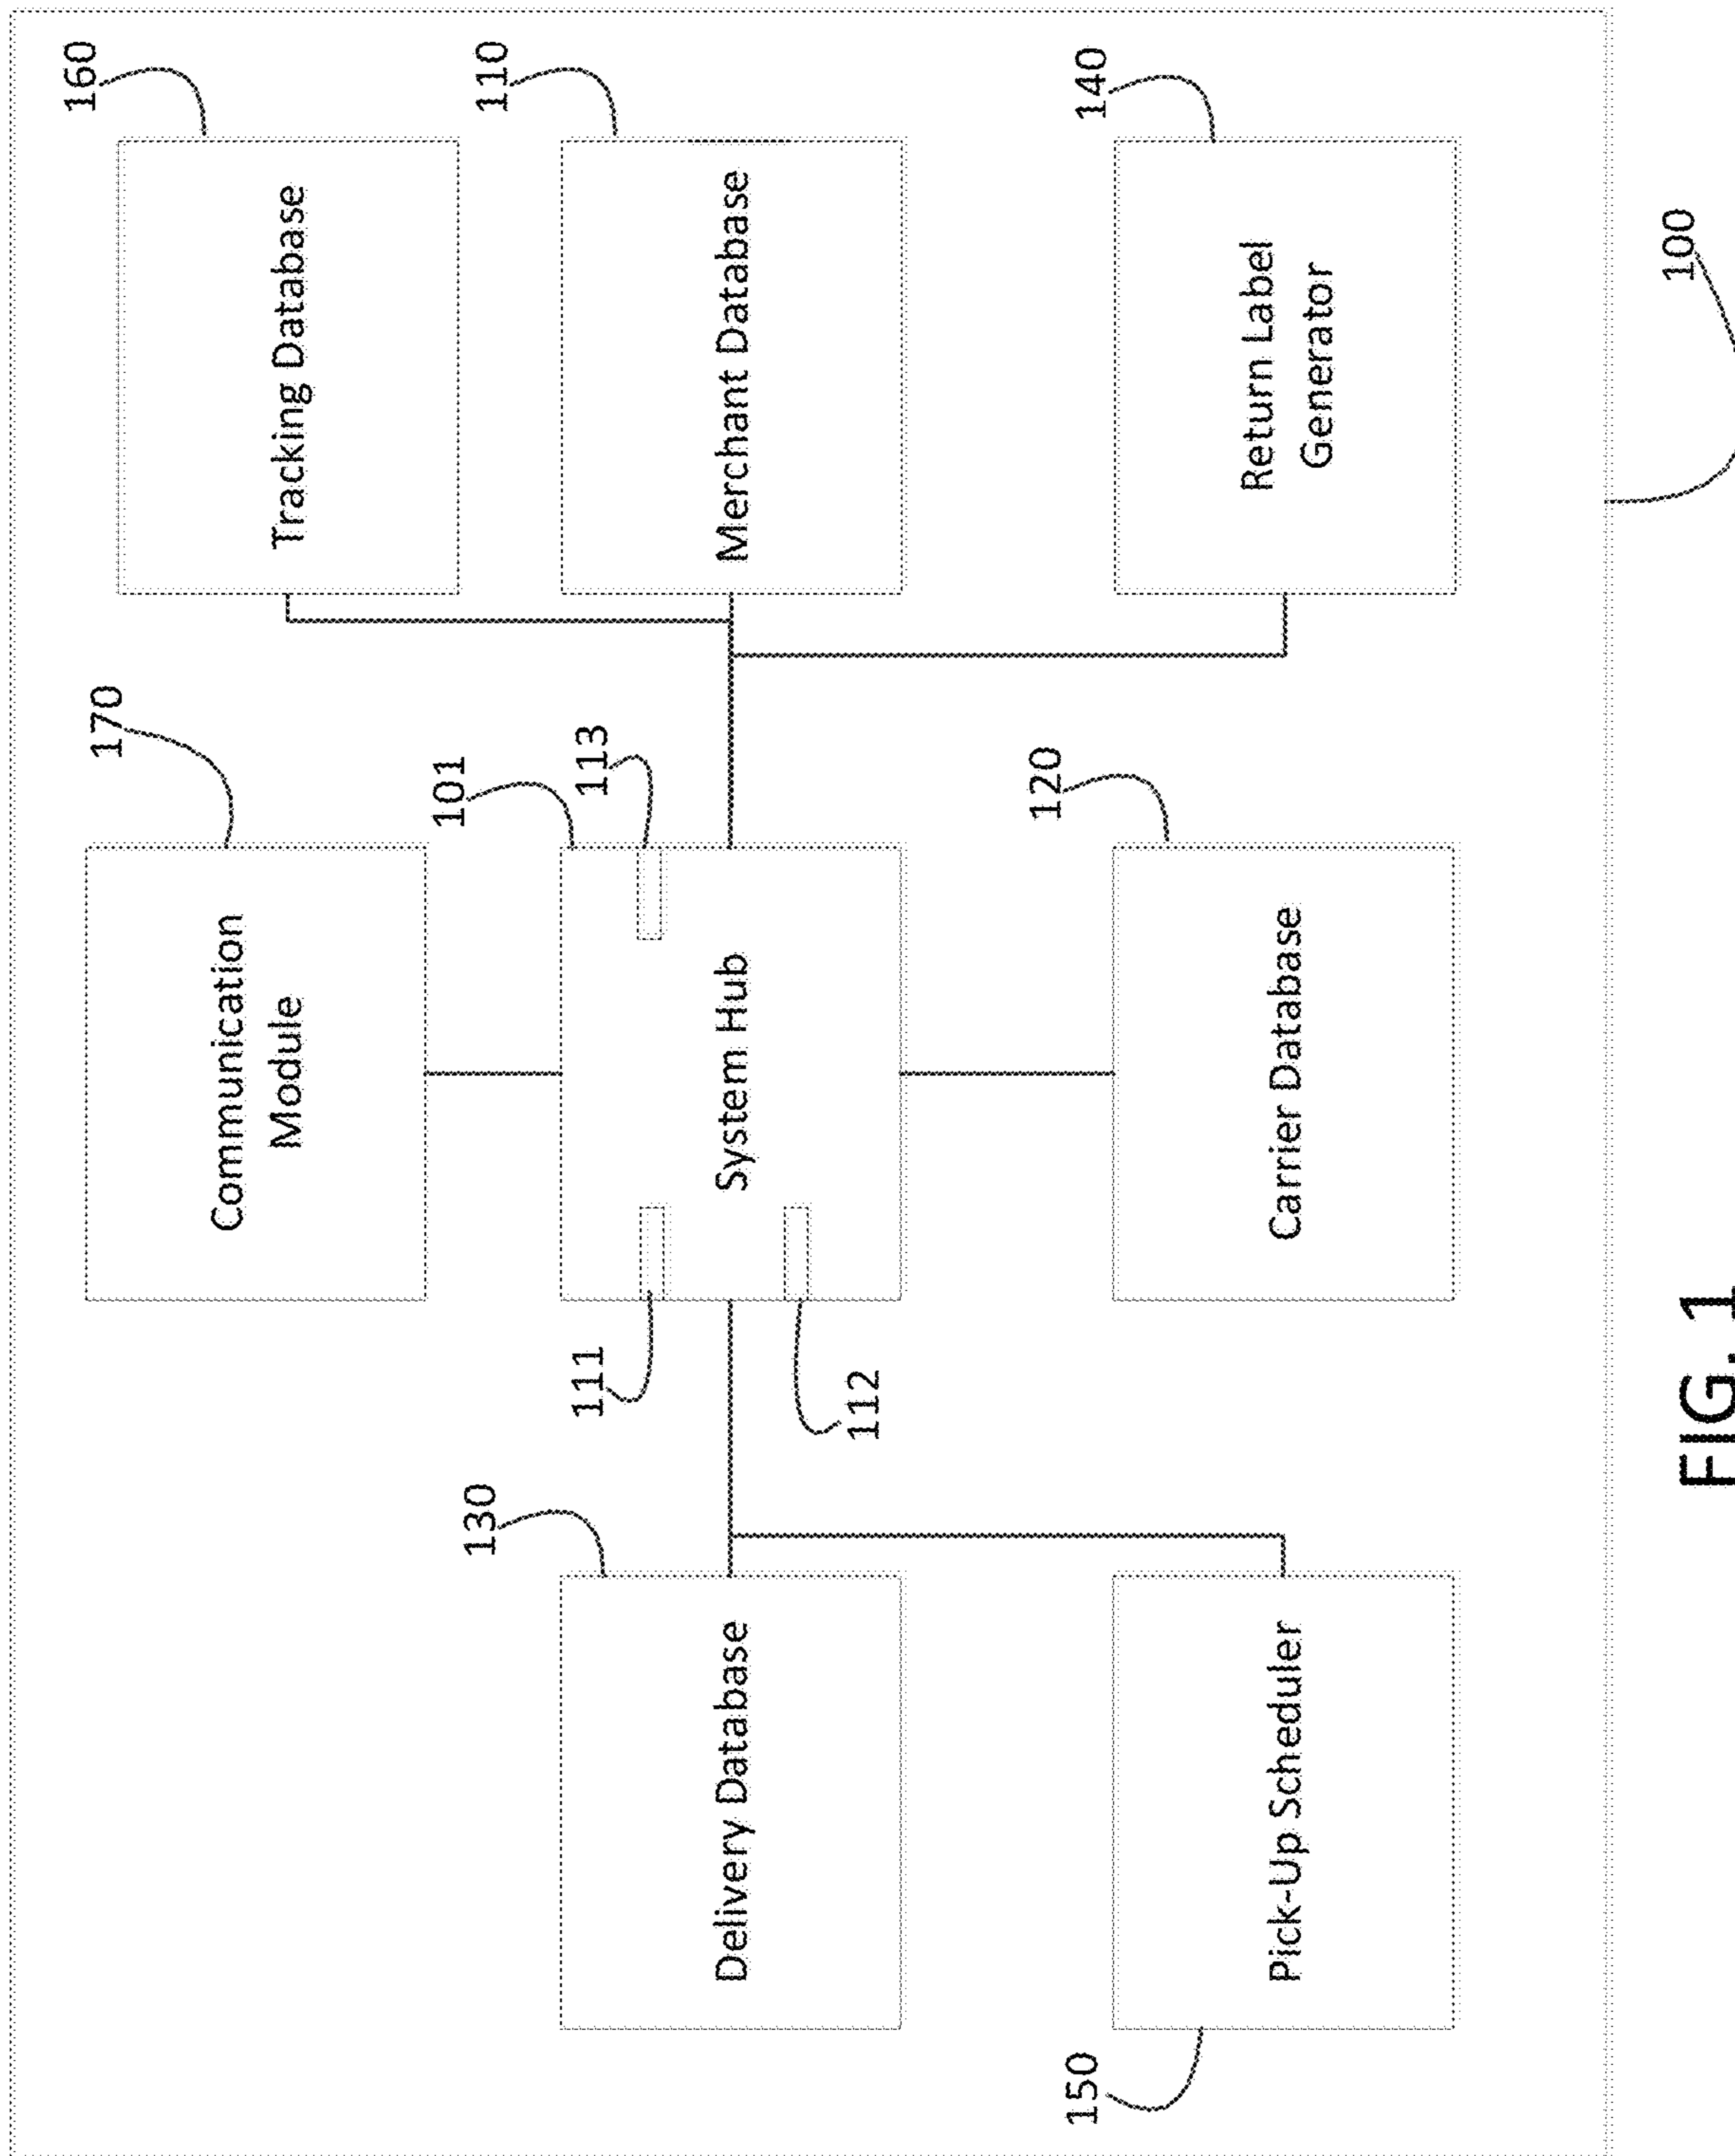 160
Tracking Database
110
Merchant Database
140
Return Label
Generator
170
Communication
Module
101
113
System Hub
111
112
120
Carrier Database
130
Delivery Database
150
Pick-Up Scheduler
100
FIG. 1